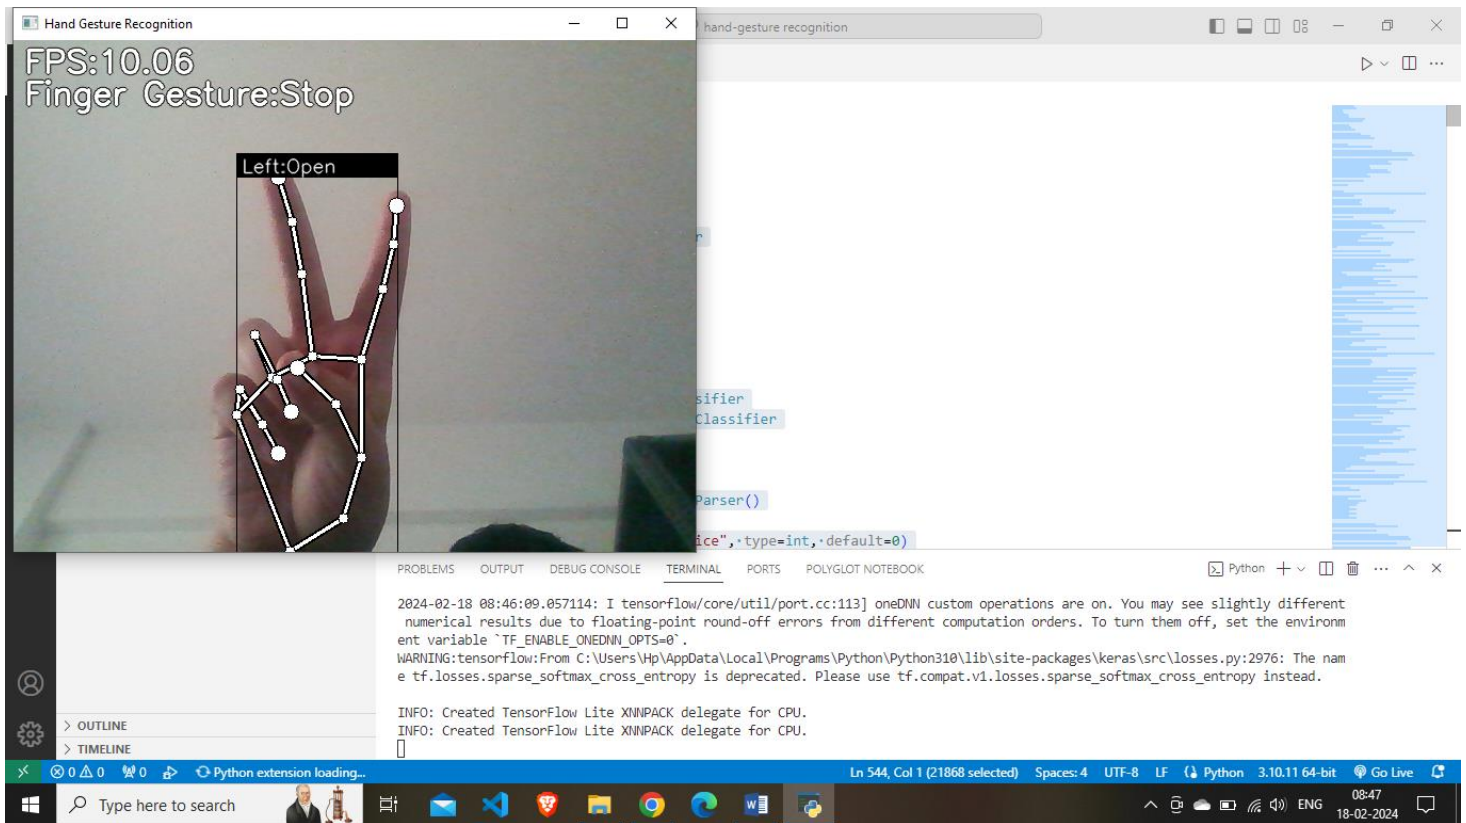 Hand Gesture Recognition
hand-gesture recognition
FPS:10.06
Finger Gesture:Stop
Left:Open
r
sifier
Classifier
Parser()
ice", type=int, default=0)
PROBLEMS OUTPUT DEBUG CONSOLE TERMINAL PORTS POLYGLOT NOTEBOOK Python
2024-02-18 08:46:09.057114: I tensorflow/core/util/port.cc:113] oneDNN custom operations are on. You may see slightly different
numerical results due to floating-point round-off errors from different computation orders. To turn them off, set the environm
ent variable `TF_ENABLE_ONEDNN_OPTS=0`.
WARNING:tensorflow:From C:\Users\Hp\AppData\Local\Programs\Python\Python310\lib\site-packages\keras\src\losses.py:2976: The nam
e tf.losses.sparse_softmax_cross_entropy is deprecated. Please use tf.compat.v1.losses.sparse_softmax_cross_entropy instead.
INFO: Created TensorFlow Lite XNNPACK delegate for CPU.
INFO: Created TensorFlow Lite XNNPACK delegate for CPU.
> OUTLINE
> TIMELINE
0 0 0 Python extension loading... Ln 544, Col 1 (21868 selected) Spaces: 4 UTF-8 LF Python 3.10.11 64-bit Go Live
Type here to search ENG 08:47
18-02-2024